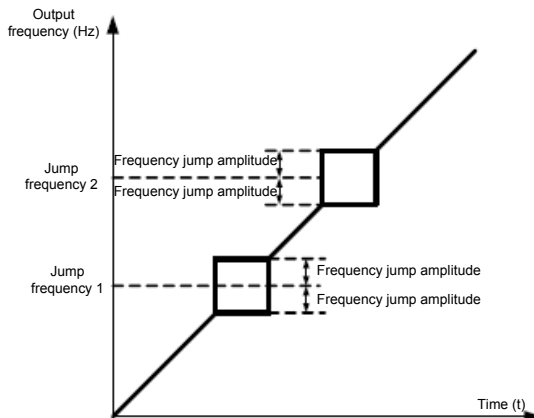 Output
frequency (Hz)
Frequency jump amplitude
Jump
frequency 2
Frequency jump amplitude
Jump
frequency 1
Frequency jump amplitude
Frequency jump amplitude
Time (t)